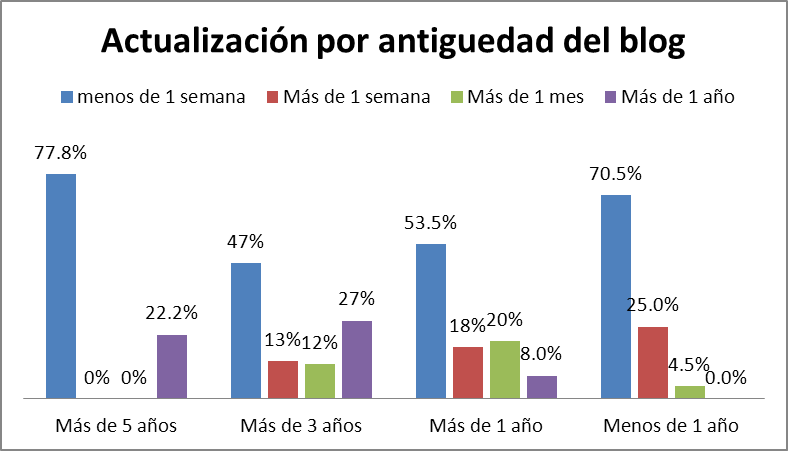 Actualización por antiguedad del blog
menos de 1 semana Más de 1 semana Más de 1 mes Más de 1 año
77.8% 0% 0% 22.2%
47% 13% 12% 27%
53.5% 18% 20% 8.0%
70.5% 25.0% 4.5% 0.0%
Más de 5 años Más de 3 años Más de 1 año Menos de 1 año